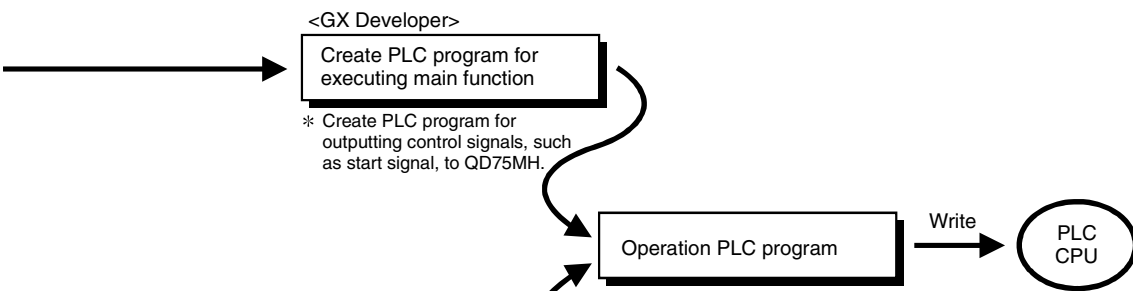 <GX Developer>
Create PLC program for
executing main function
* Create PLC program for
outputting control signals, such
as start signal, to QD75MH.
Operation PLC program
Write
PLC
CPU